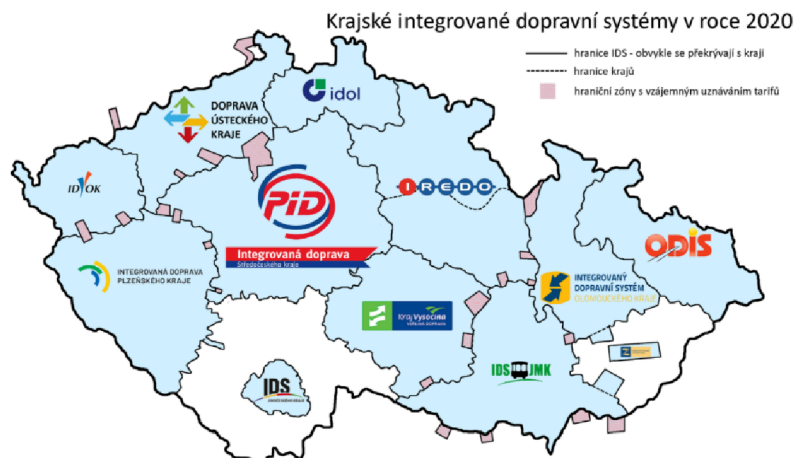 Krajské integrované dopravní systémy v roce 2020
hranice IDS - obvykle se překrývají s kraji
hranice krajů
hraniční zóny s vzájemným uznáváním tarifů
idol
DOPRAVA
ÚSTECKÉHO
KRAJE
IDOK
PID
Integrovaná doprava
Středočeského kraje
IREDO
ODIS
INTEGROVANÁ DOPRAVA
PLZEŇSKÉHO KRAJE
INTEGROVANÝ
DOPRAVNÍ SYSTÉM
OLOMOUCKÉHO KRAJE
Kraj Vysočina
VEŘEJNÁ DOPRAVA
IDS JMK
IDS